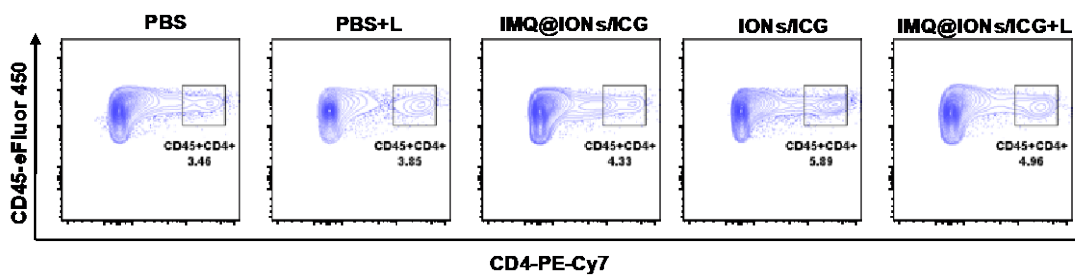 PBS PBS+L IMQ@IONs/ICG IONs/ICG IMQ@IONs/ICG+L
CD45-eFluor 450
CD45+CD4+ CD45+CD4+ CD45+CD4+ CD45+CD4+ CD45+CD4+
3.46 3.85 4.33 5.89 4.96
CD4-PE-Cy7